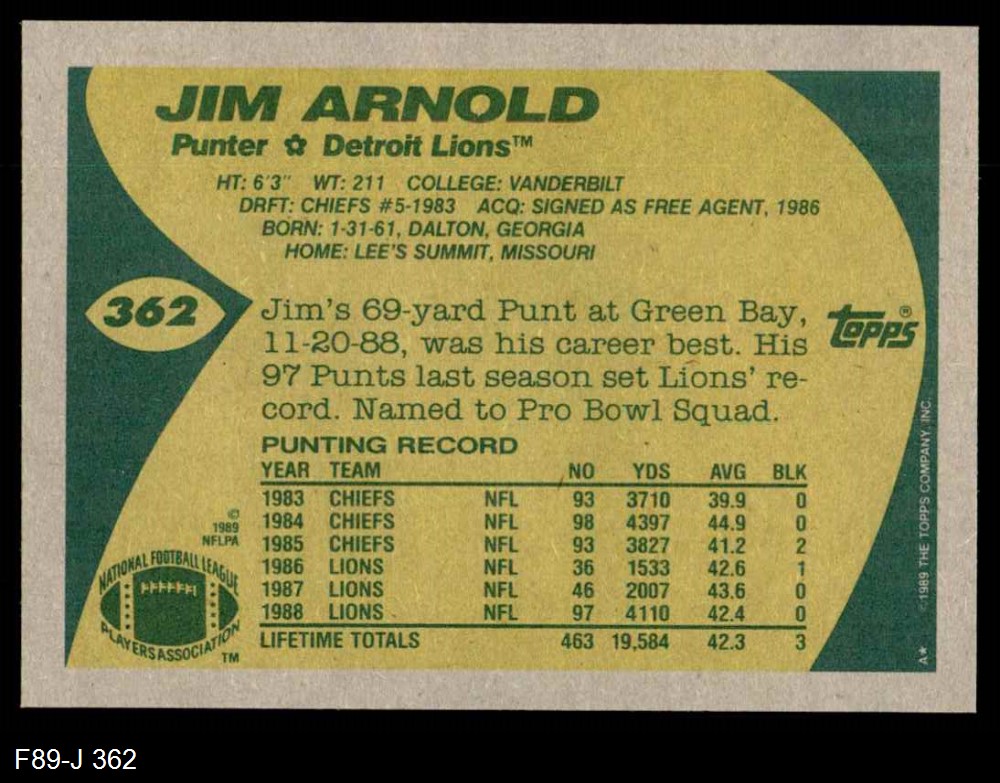 JIM ARNOLD
Punter ✿ Detroit Lions™
HT: 6'3" WT: 211 COLLEGE: VANDERBILT
DRFT: CHIEFS #5-1983 ACQ: SIGNED AS FREE AGENT, 1986
BORN: 1-31-61, DALTON, GEORGIA
HOME: LEE'S SUMMIT, MISSOURI
362
Jim's 69-yard Punt at Green Bay,
11-20-88, was his career best. His
97 Punts last season set Lions' re-
cord. Named to Pro Bowl Squad.
topps®
PUNTING RECORD
YEAR TEAM NO YDS AVG BLK
1983 CHIEFS NFL 93 3710 39.9 0
1984 CHIEFS NFL 98 4397 44.9 0
1985 CHIEFS NFL 93 3827 41.2 2
1986 LIONS NFL 36 1533 42.6 1
1987 LIONS NFL 46 2007 43.6 0
1988 LIONS NFL 97 4110 42.4 0
LIFETIME TOTALS 463 19,584 42.3 3
©
1989
NFLPA
NATIONAL FOOTBALL LEAGUE
PLAYERS ASSOCIATION
TM
©1989 THE TOPPS COMPANY, INC.
A★
F89-J 362